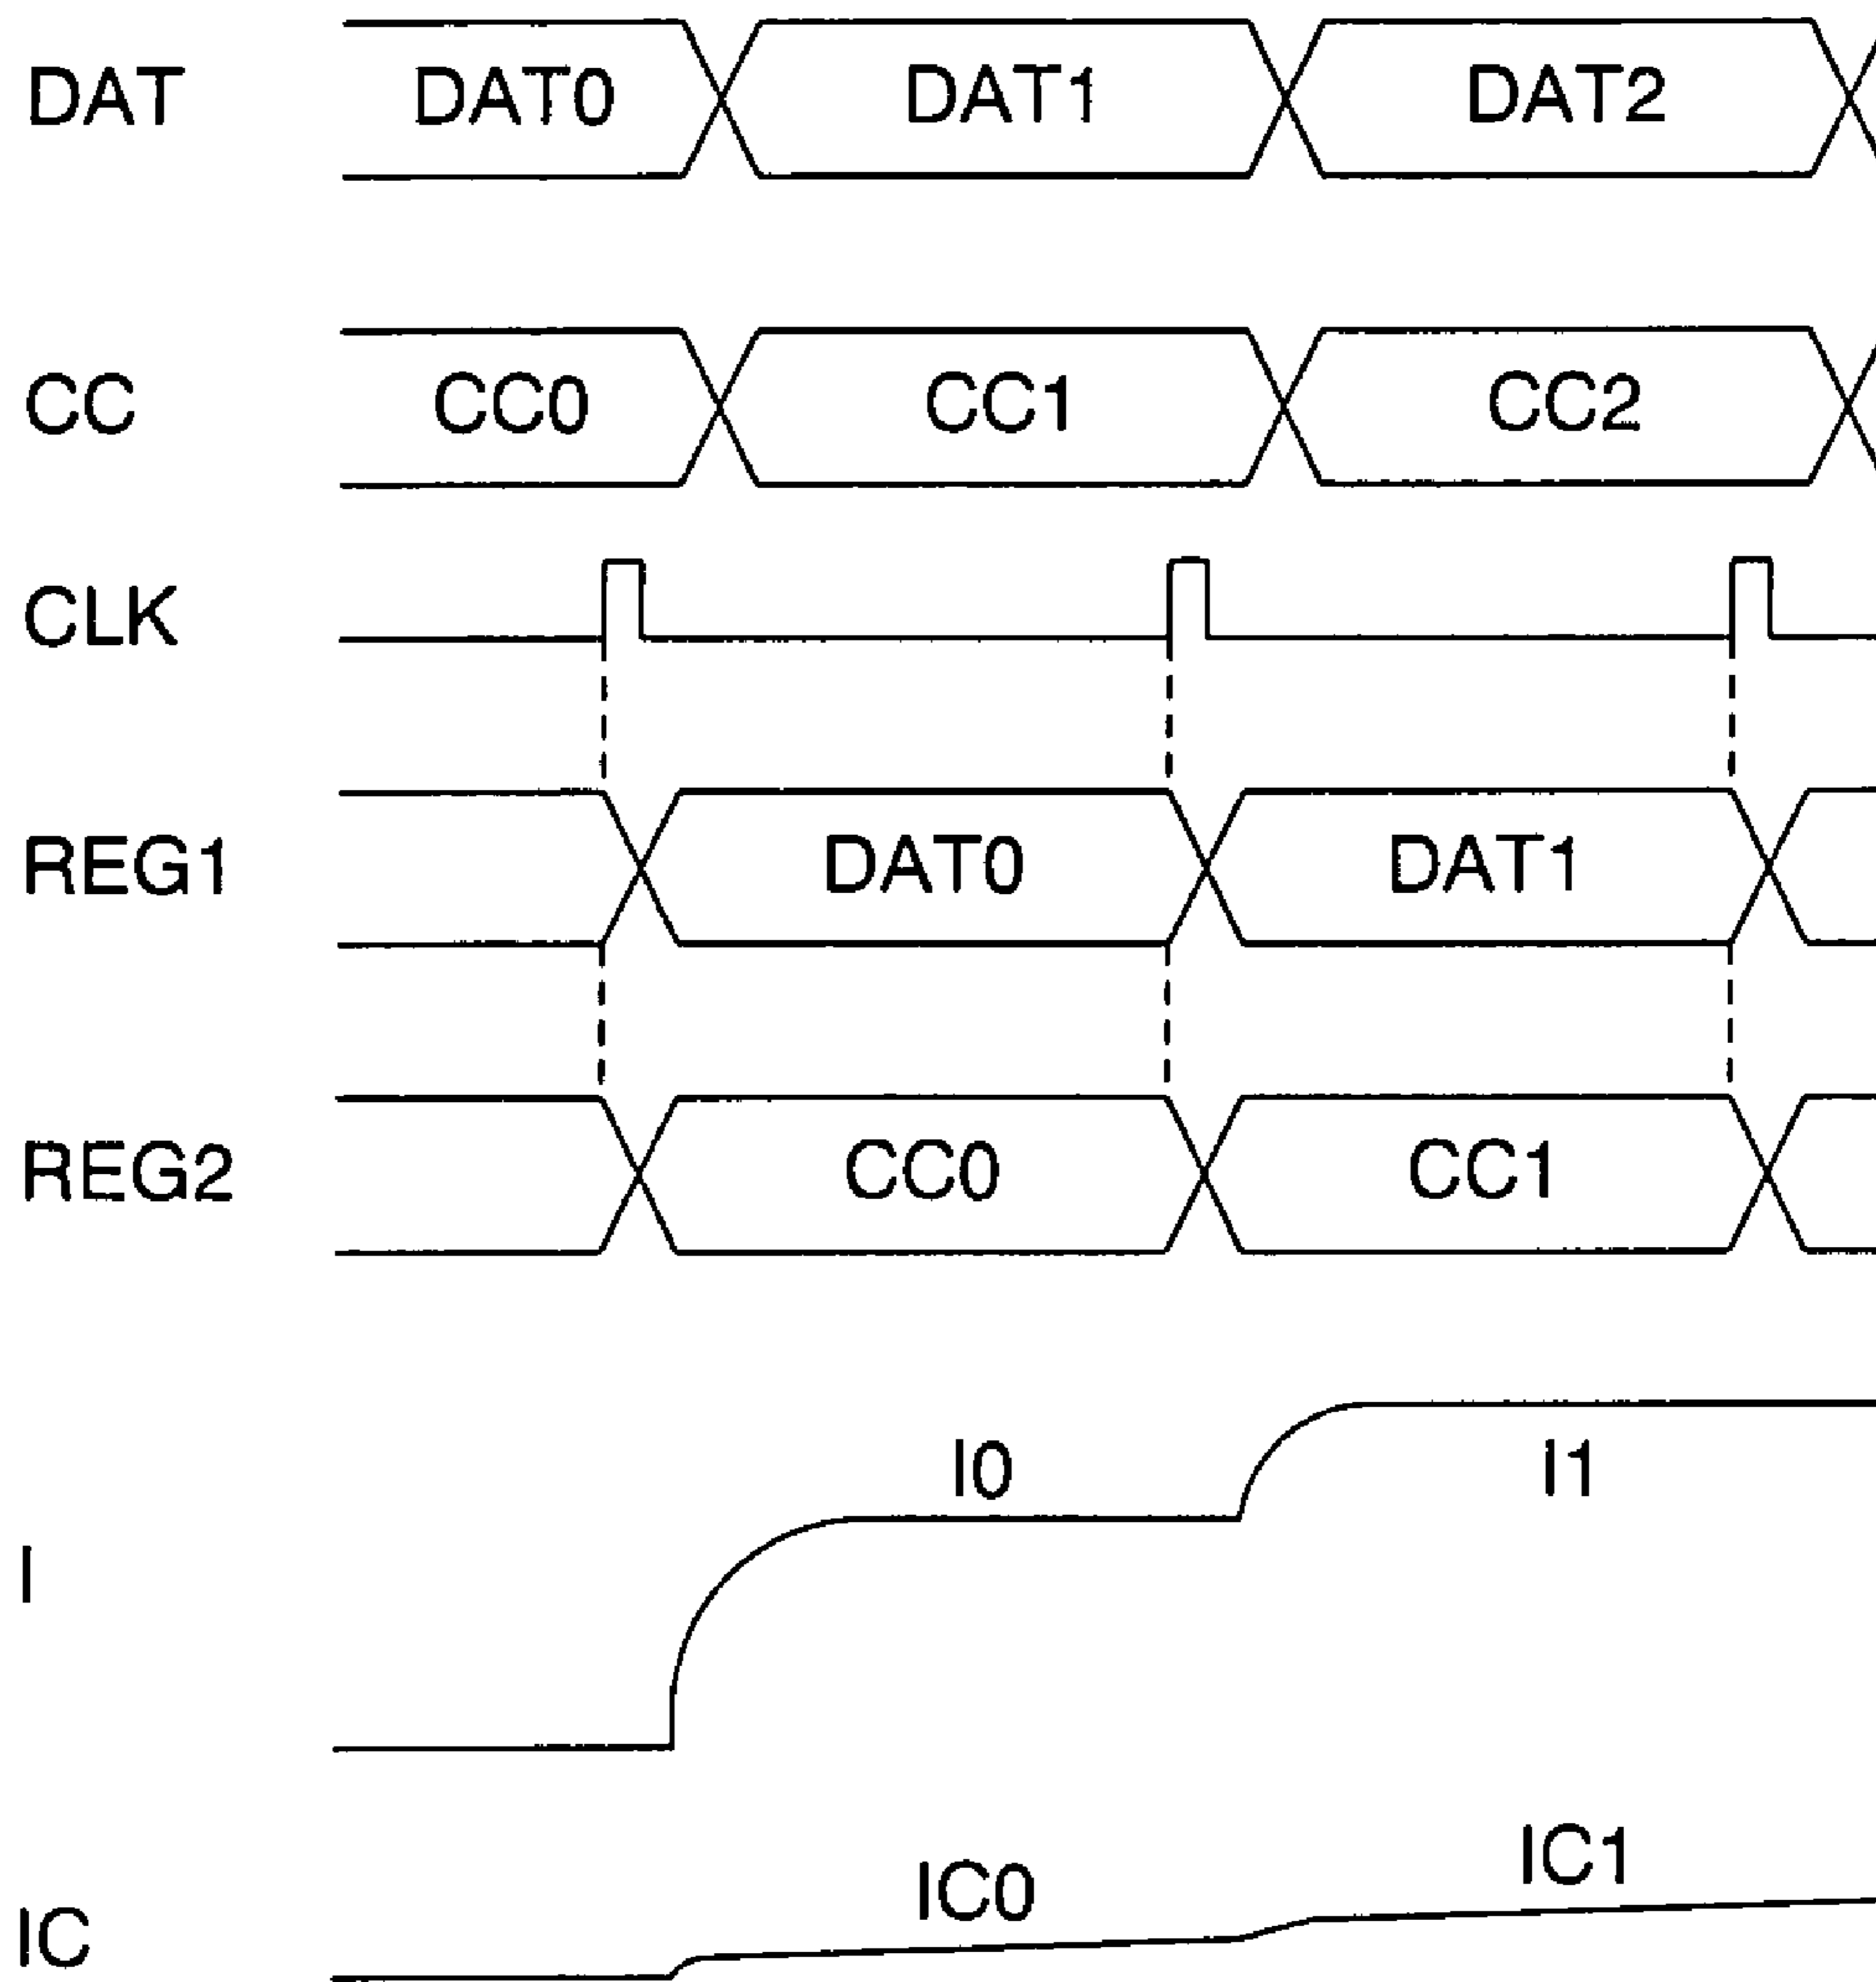 DAT DAT0 DAT1 DAT2
CC CC0 CC1 CC2
CLK
REG1 DAT0 DAT1
REG2 CC0 CC1
I I0 I1
IC IC0 IC1